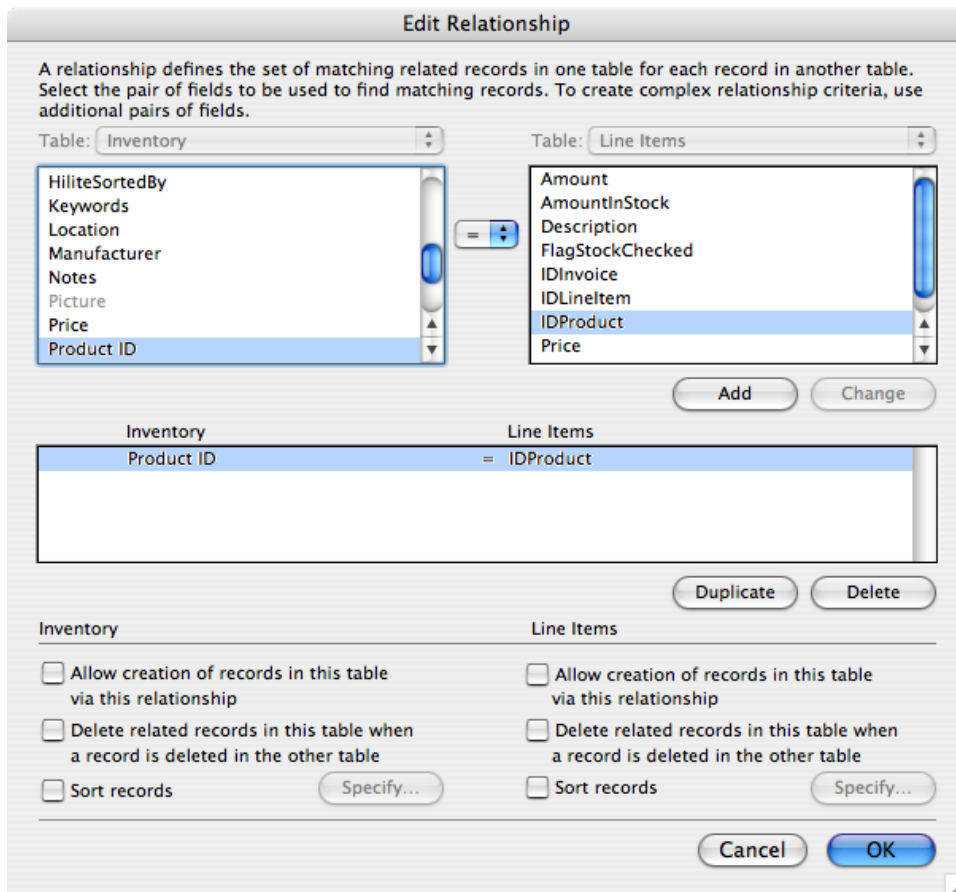 Edit Relationship
A relationship defines the set of matching related records in one table for each record in another table.
Select the pair of fields to be used to find matching records. To create complex relationship criteria, use
additional pairs of fields.
Table: Inventory
HiliteSortedBy
Keywords
Location
Manufacturer
Notes
Picture
Price
Product ID
=
Table: Line Items
Amount
AmountInStock
Description
FlagStockChecked
IDInvoice
IDLineItem
IDProduct
Price
Add Change
Inventory Line Items
Product ID = IDProduct
Duplicate Delete
Inventory
Allow creation of records in this table
via this relationship
Delete related records in this table when
a record is deleted in the other table
Sort records Specify...
Line Items
Allow creation of records in this table
via this relationship
Delete related records in this table when
a record is deleted in the other table
Sort records Specify...
Cancel OK